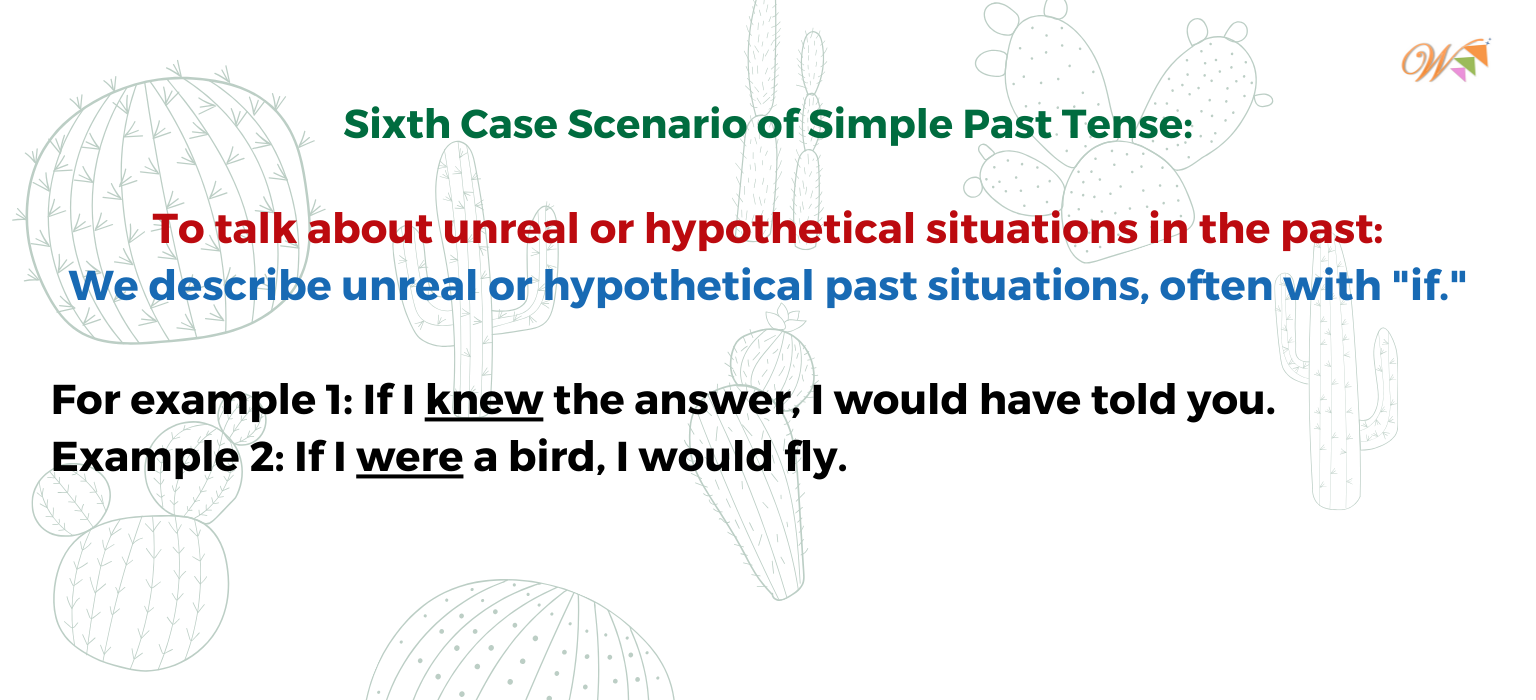 W
Sixth Case Scenario of Simple Past Tense:
To talk about unreal or hypothetical situations in the past:
We describe unreal or hypothetical past situations, often with "if."
For example 1: If I knew the answer, I would have told you.
Example 2: If I were a bird, I would fly.